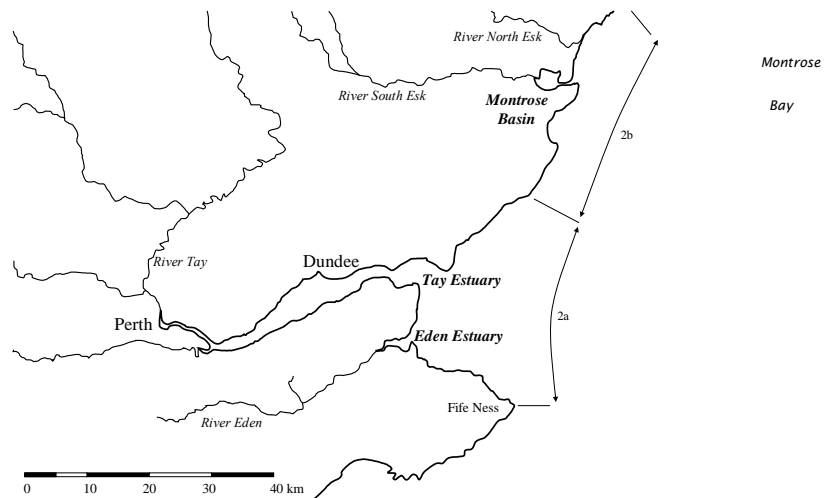 River North Esk
Montrose
River South Esk
Montrose
Basin
Bay
2b
River Tay
Dundee
Tay Estuary
Perth
2a
Eden Estuary
Fife Ness
River Eden
0 10 20 30 40 km